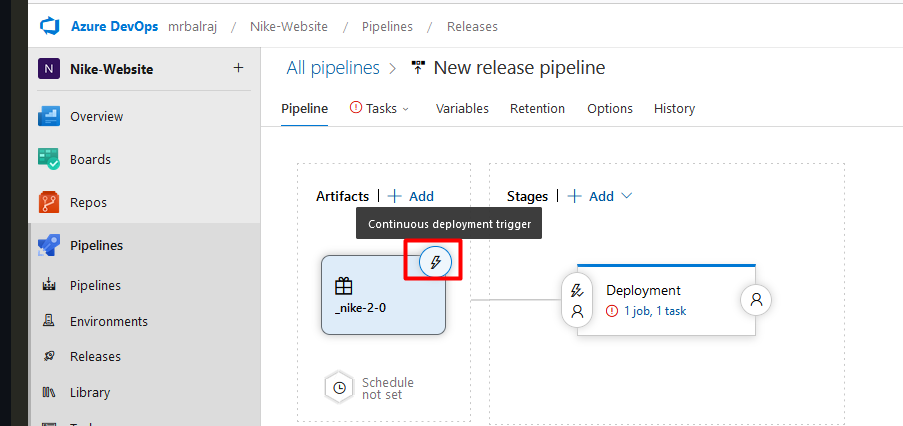 Azure DevOps mrbalraj / Nike-Website / Pipelines / Releases
N Nike-Website +
All pipelines > New release pipeline
Pipeline Tasks Variables Retention Options History
Overview
Boards
Repos
Pipelines
Pipelines
Environments
Releases
Library
Artifacts | + Add
Stages | + Add
Continuous deployment trigger
_nike-2-0
Schedule
not set
Deployment
1 job, 1 task